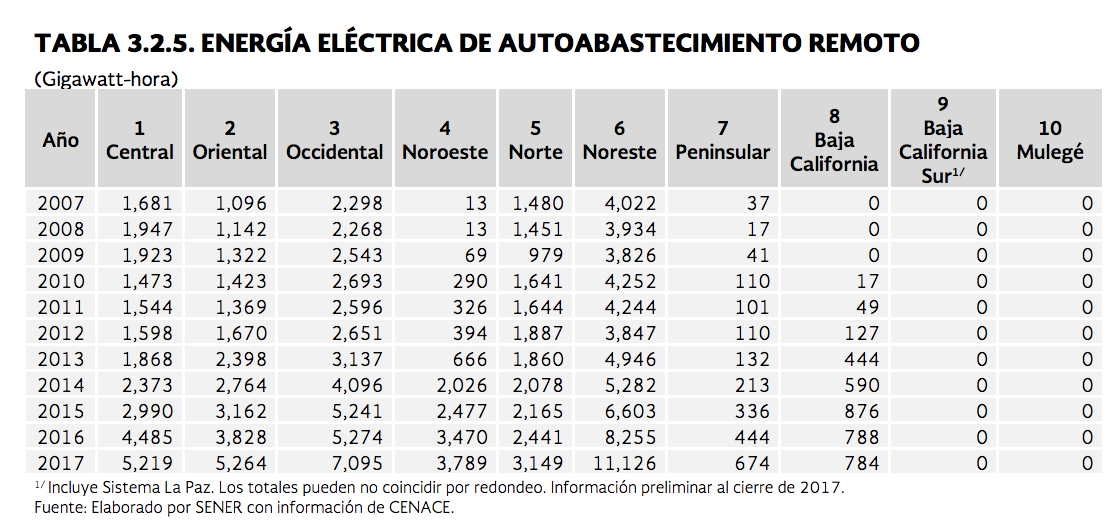 TABLA 3.2.5. ENERGÍA ELÉCTRICA DE AUTOABASTECIMIENTO REMOTO
(Gigawatt-hora)
Año 1 Central 2 Oriental 3 Occidental 4 Noroeste 5 Norte 6 Noreste 7 Peninsular 8 Baja California 9 Baja California Sur1/ 10 Mulegé
2007 1,681 1,096 2,298 13 1,480 4,022 37 0 0 0
2008 1,947 1,142 2,268 13 1,451 3,934 17 0 0 0
2009 1,923 1,322 2,543 69 979 3,826 41 0 0 0
2010 1,473 1,423 2,693 290 1,641 4,252 110 17 0 0
2011 1,544 1,369 2,596 326 1,644 4,244 101 49 0 0
2012 1,598 1,670 2,651 394 1,887 3,847 110 127 0 0
2013 1,868 2,398 3,137 666 1,860 4,946 132 444 0 0
2014 2,373 2,764 4,096 2,026 2,078 5,282 213 590 0 0
2015 2,990 3,162 5,241 2,477 2,165 6,603 336 876 0 0
2016 4,485 3,828 5,274 3,470 2,441 8,255 444 788 0 0
2017 5,219 5,264 7,095 3,789 3,149 11,126 674 784 0 0
1/ Incluye Sistema La Paz. Los totales pueden no coincidir por redondeo. Información preliminar al cierre de 2017.
Fuente: Elaborado por SENER con información de CENACE.